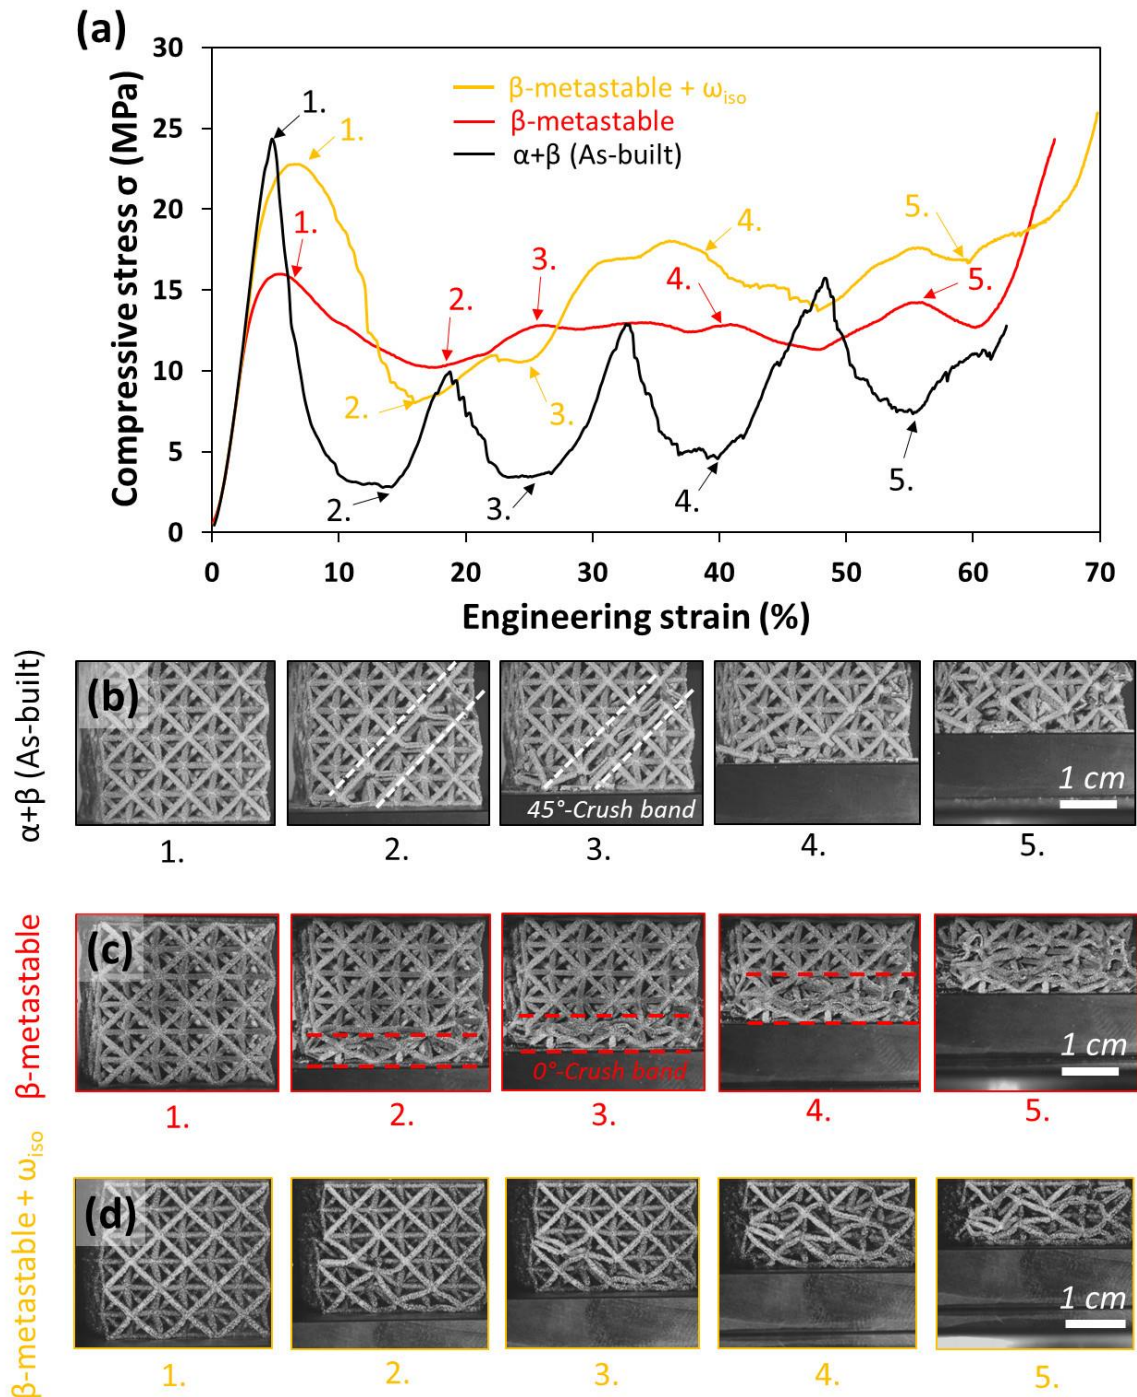 (a)
Compressive stress σ (MPa)
30
25
20
15
10
5
0
β-metastable + ωiso
β-metastable
α+β (As-built)
1.
1.
1.
2.
2.
2.
3.
3.
3.
4.
4.
4.
5.
5.
5.
0
10
20
30
40
50
60
70
Engineering strain (%)
α+β (As-built)
(b)
45°-Crush band
1 cm
1.
2.
3.
4.
5.
β-metastable
(c)
0°-Crush band
1 cm
1.
2.
3.
4.
5.
β-metastable + ωiso
(d)
1 cm
1.
2.
3.
4.
5.